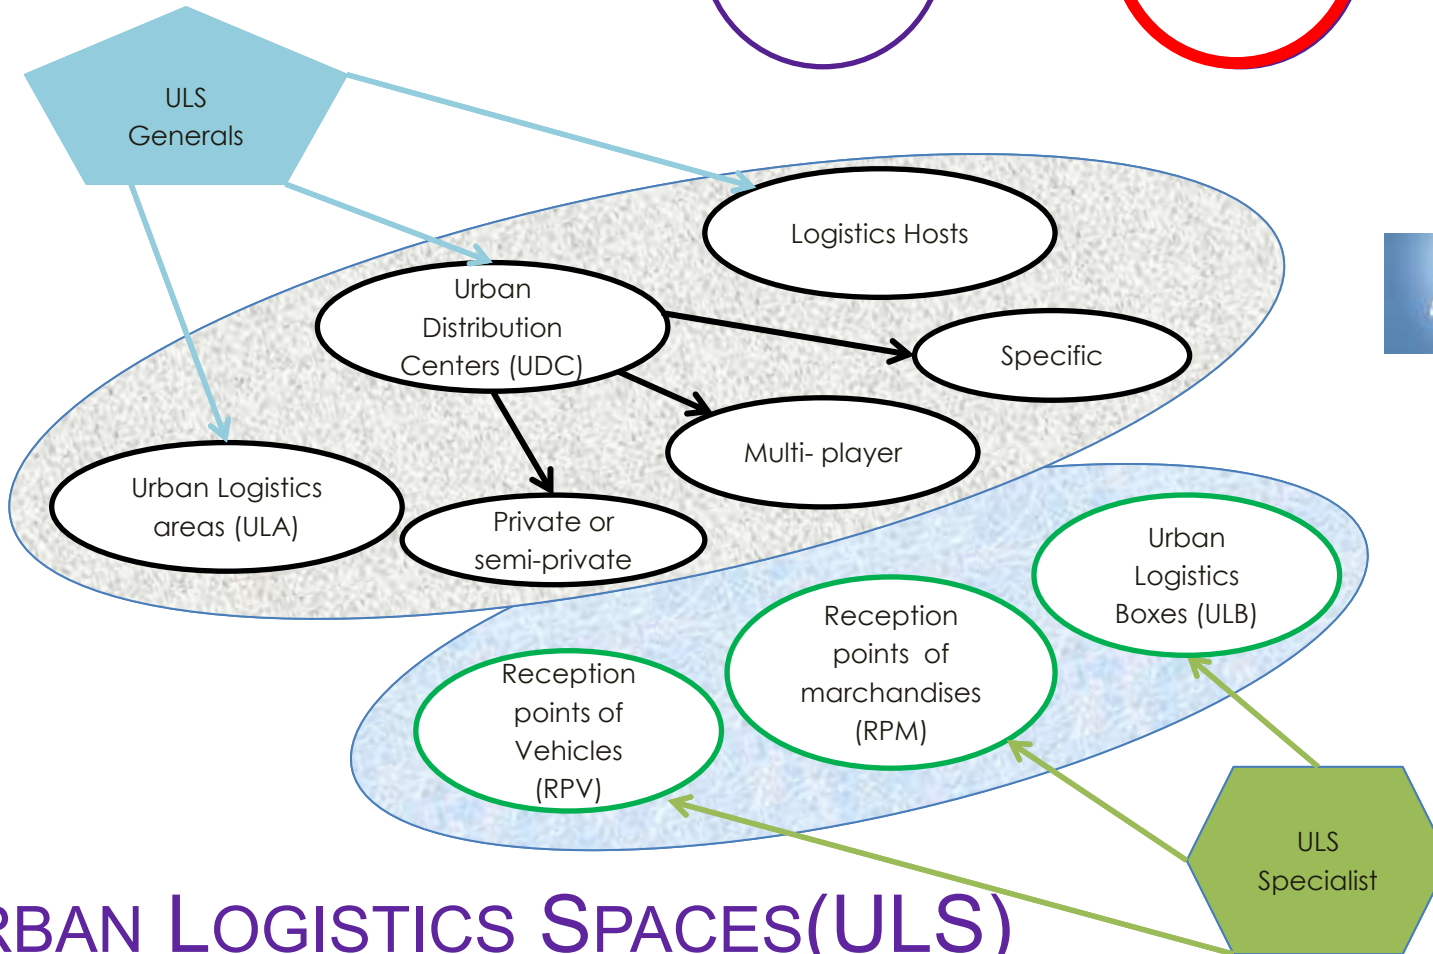 ULS
Generals
Logistics Hosts
Urban
Distribution
Centers (UDC)
Specific
Multi- player
Urban Logistics
areas (ULA)
Private or
semi-private
Urban
Logistics
Boxes (ULB)
Reception
points  of
marchandises
(RPM)
Reception
points of
Vehicles
(RPV)
ULS
Specialist
RBAN LOGISTICS SPACES(ULS)